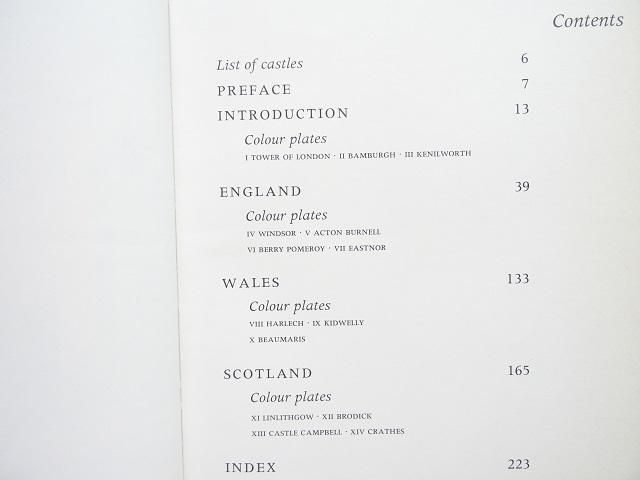 Contents
List of castles 6
PREFACE 7
INTRODUCTION 13
Colour plates
I TOWER OF LONDON · II BAMBURGH · III KENILWORTH
ENGLAND 39
Colour plates
IV WINDSOR · V ACTON BURNELL
VI BERRY POMEROY · VII EASTNOR
WALES 133
Colour plates
VIII HARLECH · IX KIDWELLY
X BEAUMARIS
SCOTLAND 165
Colour plates
XI LINLITHGOW · XII BRODICK
XIII CASTLE CAMPBELL · XIV CRATHES
INDEX 223